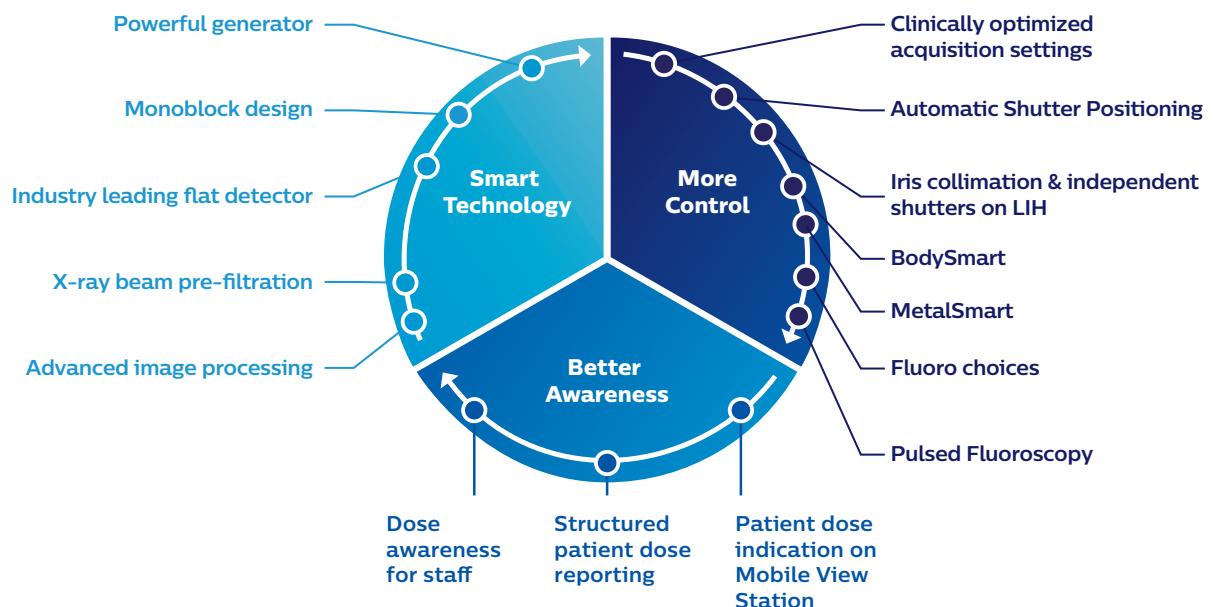 Powerful generator
Monoblock design
Industry leading flat detector
X-ray beam pre-filtration
Advanced image processing
Smart
Technology
More
Control
Better
Awareness
Clinically optimized
acquisition settings
Automatic Shutter Positioning
Iris collimation & independent
shutters on LIH
BodySmart
MetalSmart
Fluoro choices
Pulsed Fluoroscopy
Dose
awareness
for staff
Structured
patient dose
reporting
Patient dose
indication on
Mobile View
Station